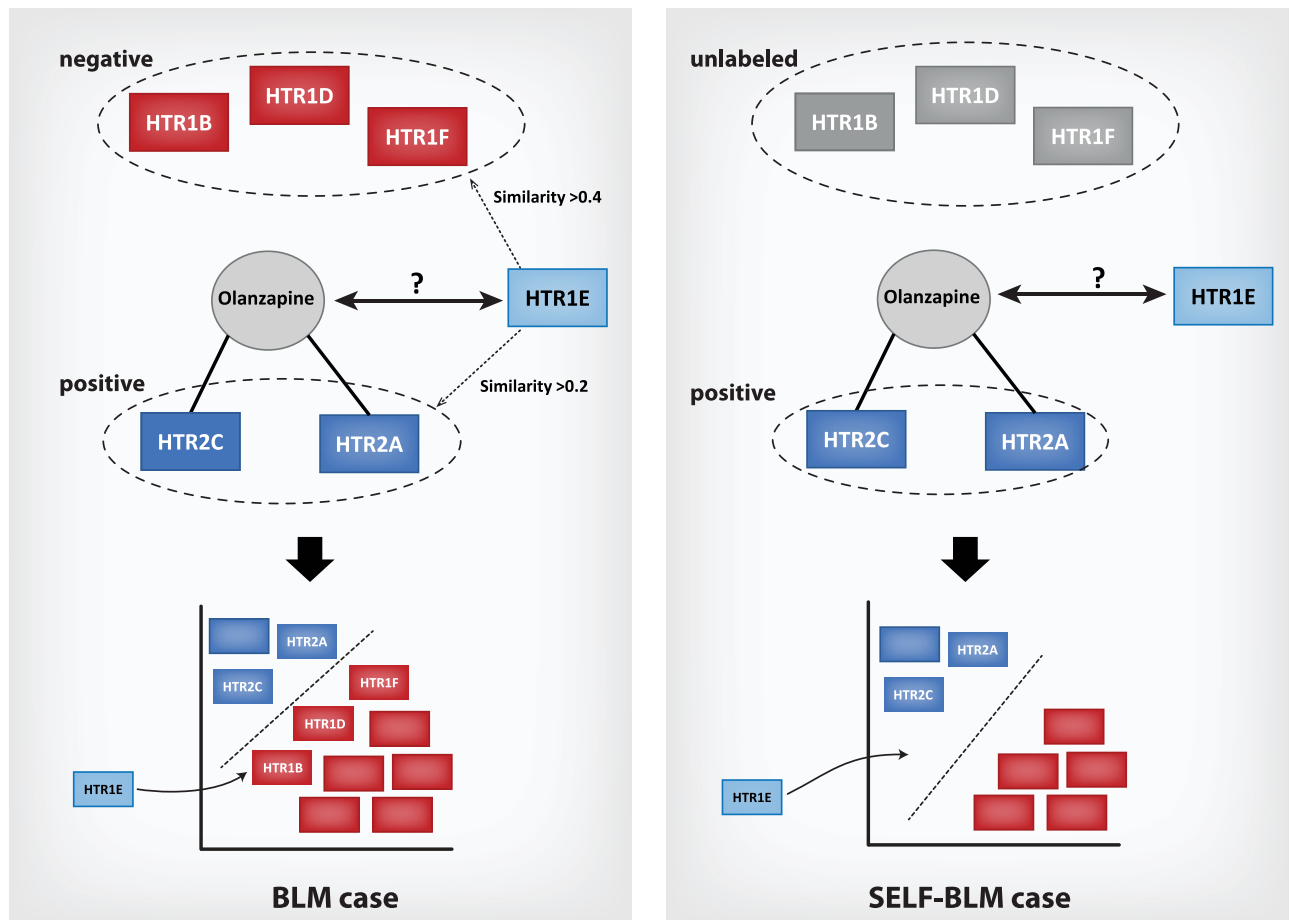 negative
HTR1B
HTR1D
HTR1F
Similarity >0.4
Olanzapine
?
HTR1E
Similarity >0.2
positive
HTR2C
HTR2A
HTR2A
HTR2C
HTR1F
HTR1D
HTR1B
HTR1E
BLM case
unlabeled
HTR1B
HTR1D
HTR1F
Olanzapine
?
HTR1E
positive
HTR2C
HTR2A
HTR2A
HTR2C
HTR1E
SELF-BLM case